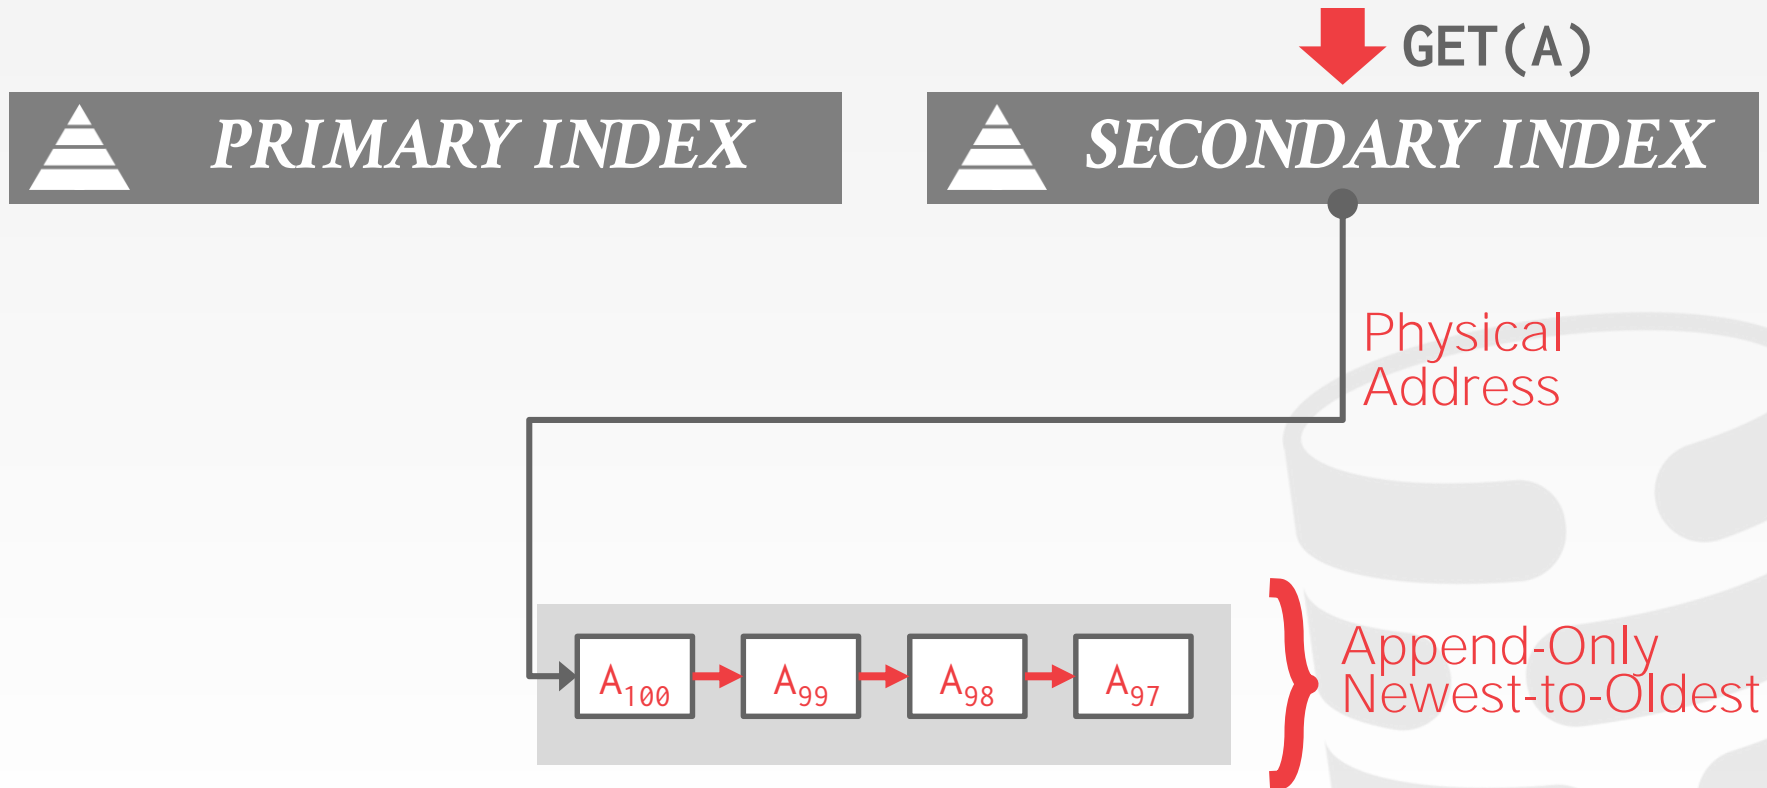 GET(A)
PRIMARY INDEX
SECONDARY INDEX
Physical
Address
A100
A99
A98
A97
Append-Only
Newest-to-Oldest